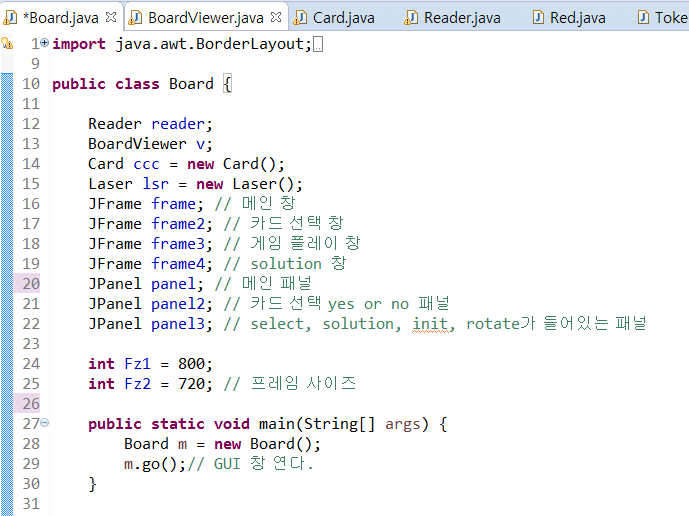 *Board.java BoardViewer.java Card.java Reader.java Red.java Toke
1 import java.awt.BorderLayout;
9
10 public class Board {
11
12 Reader reader;
13 BoardViewer v;
14 Card ccc = new Card();
15 Laser lsr = new Laser();
16 JFrame frame; // 메인 창
17 JFrame frame2; // 카드 선택 창
18 JFrame frame3; // 게임 플레이 창
19 JFrame frame4; // solution 창
20 JPanel panel; // 메인 패널
21 JPanel panel2; // 카드 선택 yes or no 패널
22 JPanel panel3; // select, solution, init, rotate가 들어있는 패널
23
24 int Fz1 = 800;
25 int Fz2 = 720; // 프레임 사이즈
26
27 public static void main(String[] args) {
28 Board m = new Board();
29 m.go();// GUI 창 연다.
30 }
31